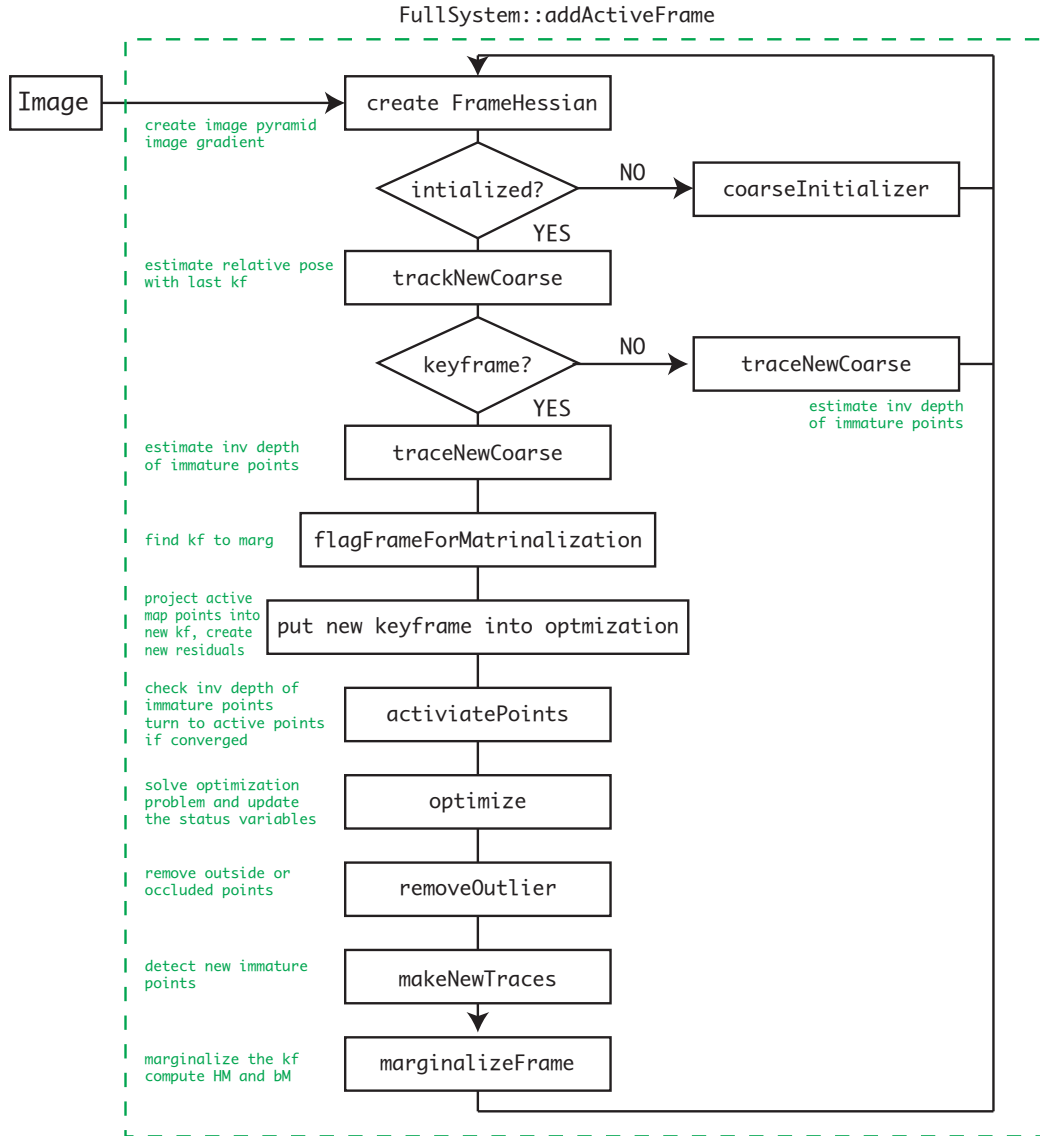 FullSystem::addActiveFrame
Image
create FrameHessian
create image pyramid
image gradient
intialized?
NO
coarseInitializer
YES
estimate relative pose
with last kf
trackNewCoarse
keyframe?
NO
traceNewCoarse
estimate inv depth
of immature points
YES
estimate inv depth
of immature points
traceNewCoarse
find kf to marg
flagFrameForMatrinalization
project active
map points into
new kf, create
new residuals
put new keyframe into optmization
check inv depth of
immature points
turn to active points
if converged
activiatePoints
solve optimization
problem and update
the status variables
optimize
remove outside or
occluded points
removeOutlier
detect new immature
points
makeNewTraces
marginalize the kf
compute HM and bM
marginalizeFrame